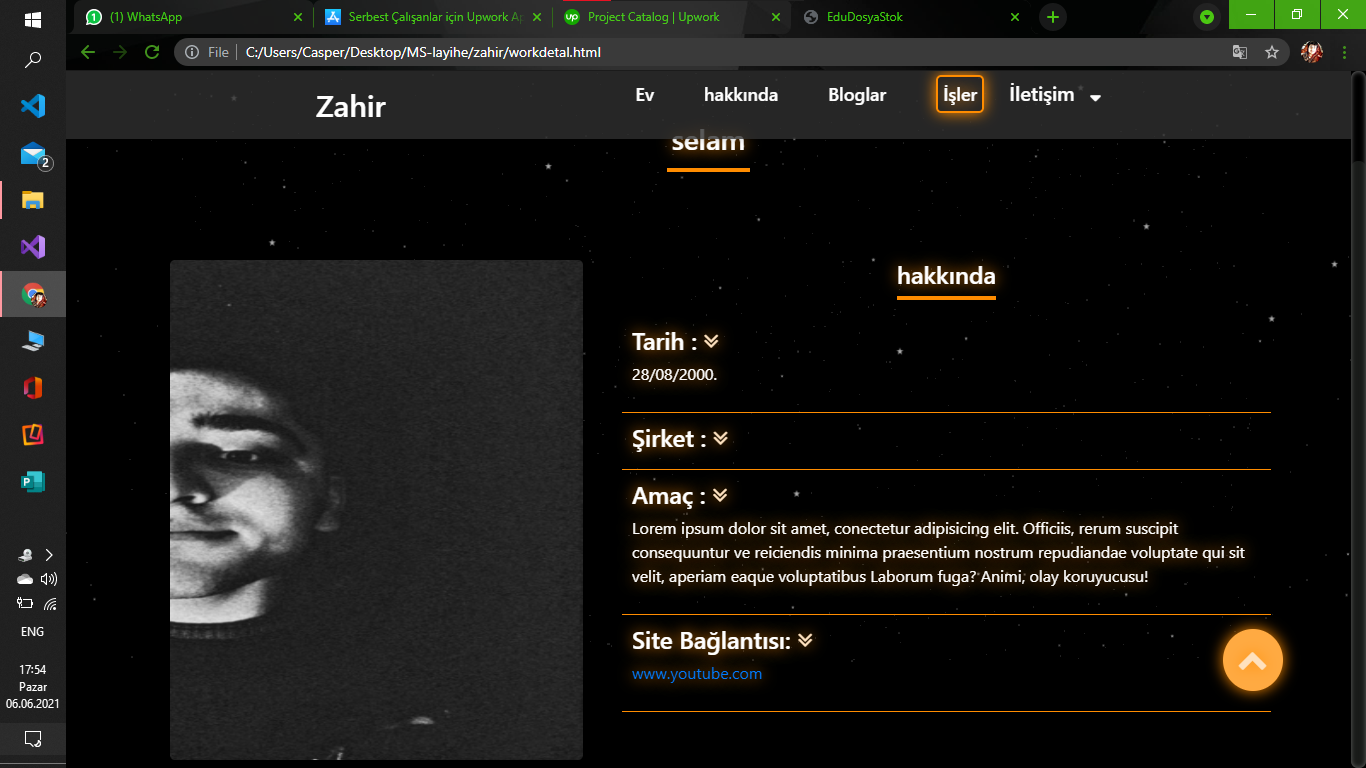 (1) WhatsApp
Serbest Çalışanlar için Upwork Ap
Project Catalog | Upwork
EduDosyaStok
File
C:/Users/Casper/Desktop/MS-layihe/zahir/workdetal.html
Zahir
Ev
hakkında
Bloglar
İşler
İletişim
selam
hakkında
Tarih :
28/08/2000.
Şirket :
Amaç :
Lorem ipsum dolor sit amet, conectetur adipisicing elit. Officiis, rerum suscipit
consequuntur ve reiciendis minima praesentium nostrum repudiandae voluptate qui sit
velit, aperiam eaque voluptatibus Laborum fuga? Animi, olay koruyucusu!
Site Bağlantısı:
www.youtube.com
2
ENG
17:54
Pazar
06.06.2021